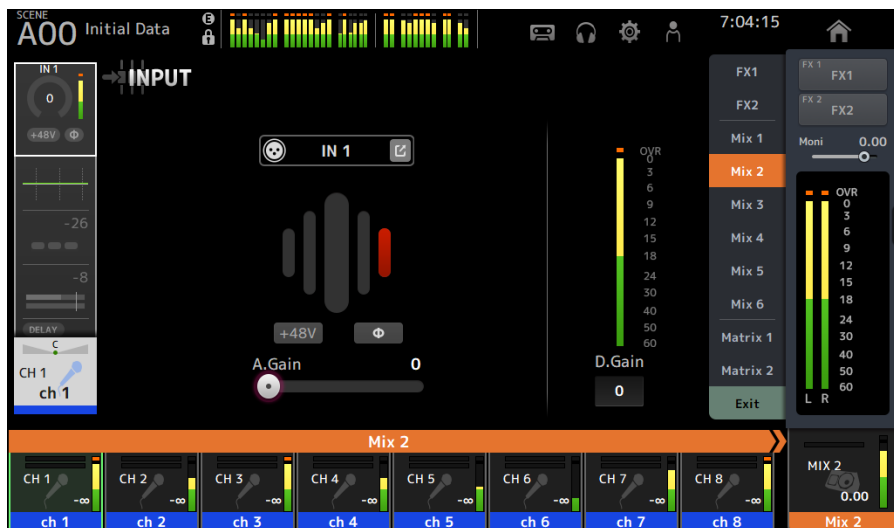 SCENE
A00 Initial Data
E
7:04:15
IN 1
0
+48V Φ
-26
-8
DELAY
C
CH 1
ch 1
INPUT
IN 1
+48V Φ
A.Gain 0
OVR
0
3
6
9
12
15
18
24
30
40
50
60
D.Gain
0
FX1
FX2
Mix 1
Mix 2
Mix 3
Mix 4
Mix 5
Mix 6
Matrix 1
Matrix 2
Exit
FX 1
FX1
FX 2
FX2
Moni 0.00
OVR
0
3
6
9
12
15
18
24
30
40
50
60
L R
Mix 2
CH 1
-∞
ch 1
CH 2
-∞
ch 2
CH 3
-∞
ch 3
CH 4
-∞
ch 4
CH 5
-∞
ch 5
CH 6
-∞
ch 6
CH 7
-∞
ch 7
CH 8
-∞
ch 8
MIX 2
0.00
Mix 2